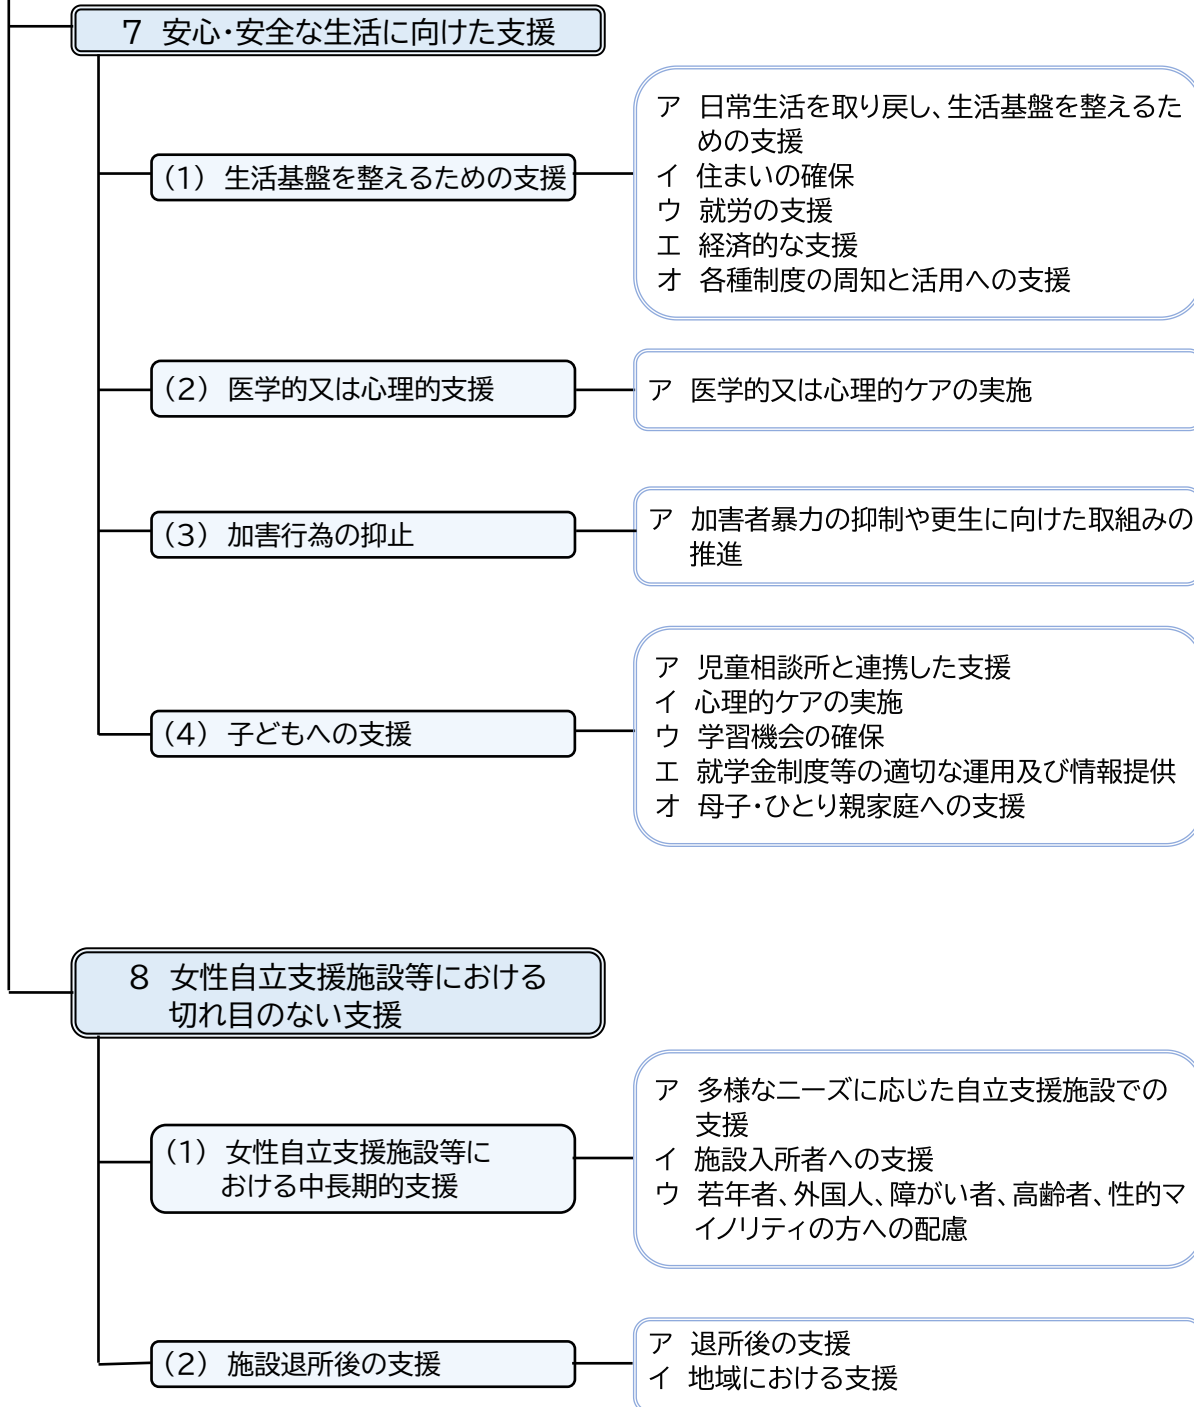 ７ 安心・安全な生活に向けた支援
（１） 生活基盤を整えるための支援
ア 日常生活を取り戻し、生活基盤を整えるた
めの支援
イ 住まいの確保
ウ 就労の支援
エ 経済的な支援
オ 各種制度の周知と活用への支援
（２） 医学的又は心理的支援
ア 医学的又は心理的ケアの実施
（３） 加害行為の抑止
ア 加害者暴力の抑制や更生に向けた取組みの
推進
（４） 子どもへの支援
ア 児童相談所と連携した支援
イ 心理的ケアの実施
ウ 学習機会の確保
エ 就学金制度等の適切な運用及び情報提供
オ 母子・ひとり親家庭への支援
８ 女性自立支援施設等における
切れ目のない支援
（１） 女性自立支援施設等に
おける中長期的支援
ア 多様なニーズに応じた自立支援施設での
支援
イ 施設入所者への支援
ウ 若年者、外国人、障がい者、高齢者、性的マ
イノリティの方への配慮
（２） 施設退所後の支援
ア 退所後の支援
イ 地域における支援